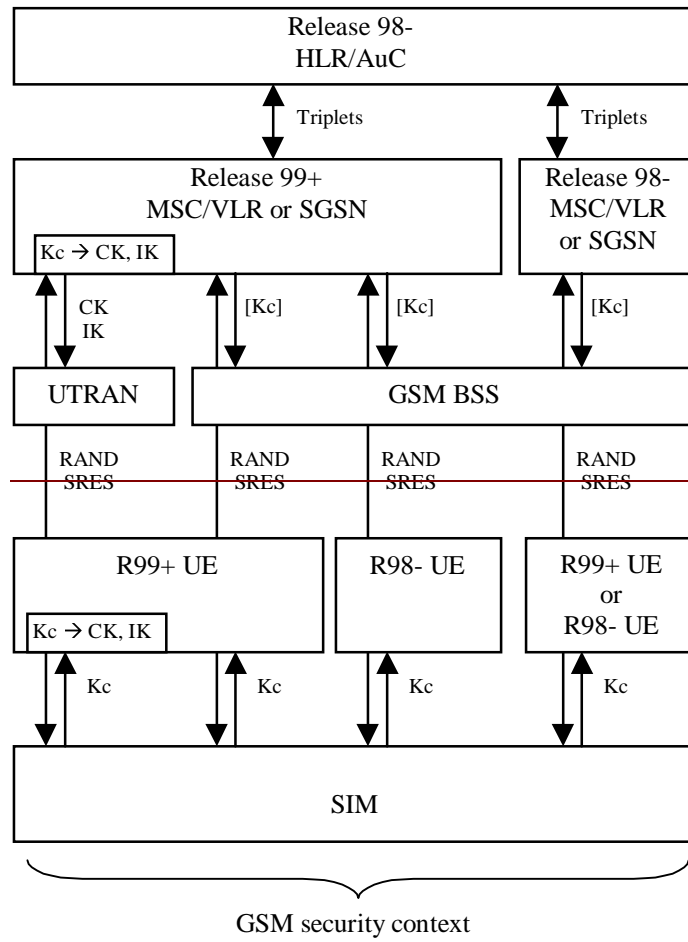 Release 98-
HLR/AuC
Triplets
Triplets
Release 99+
MSC/VLR or SGSN
Release 98-
MSC/VLR
or SGSN
Kc → CK, IK
CK
IK
[Kc]
[Kc]
[Kc]
UTRAN
GSM BSS
RAND
SRES
RAND
SRES
RAND
SRES
RAND
SRES
R99+ UE
R98- UE
R99+ UE
or
R98- UE
Kc → CK, IK
Kc
Kc
Kc
Kc
SIM
GSM security context